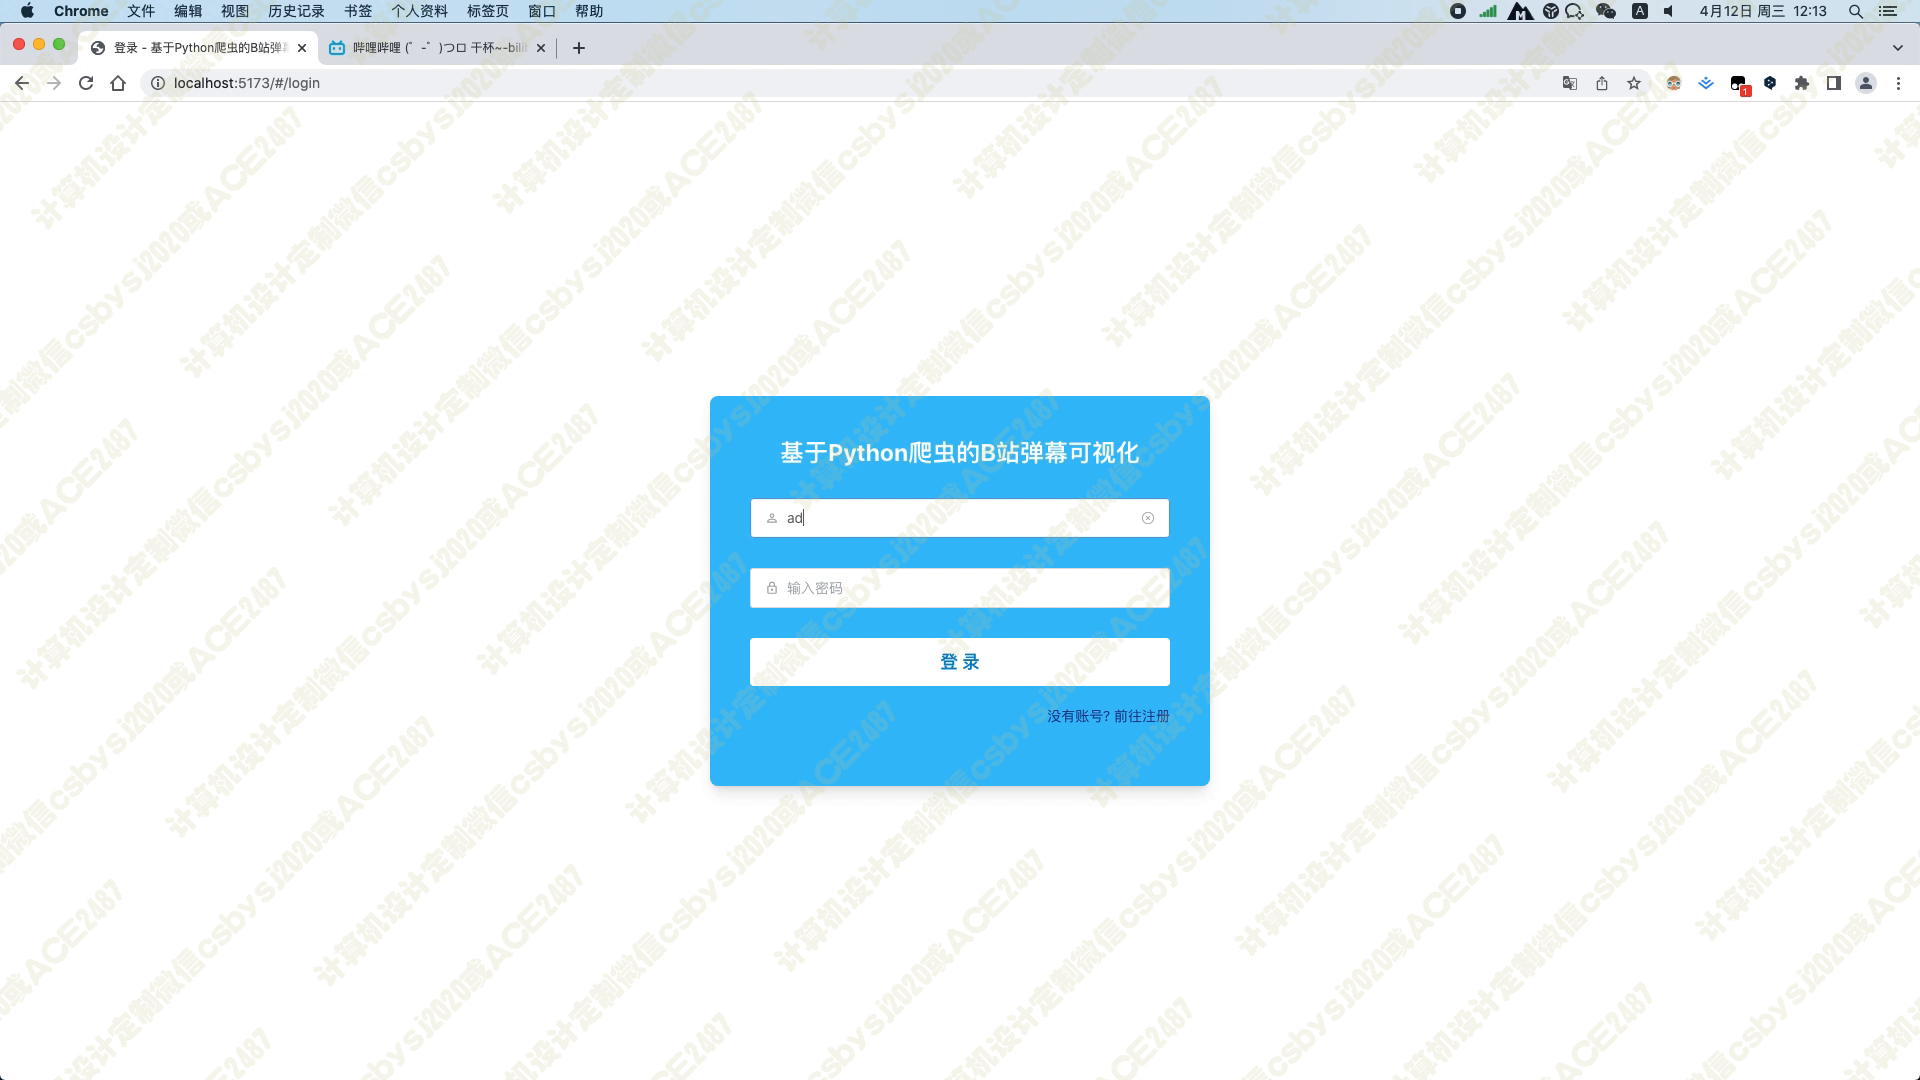 Chrome 文件 编辑 视图 历史记录 书签 个人资料 标签页 窗口 帮助 A 4月12日 周三 12:13
登录 - 基于Python爬虫的B站弹幕 哔哩哔哩 (゜-゜)つロ 干杯~-bili
localhost:5173/#/login 1
基于Python爬虫的B站弹幕可视化
ad
输入密码
登 录
没有账号? 前往注册
计算机设计定制微信csbysj2020或ACE2487